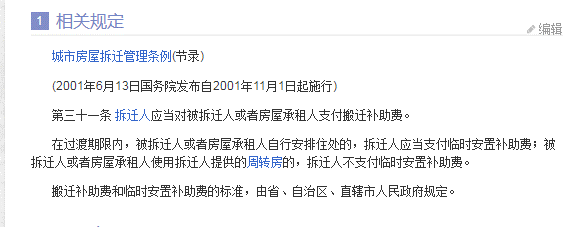 1 相关规定
编辑
城市房屋拆迁管理条例(节录)
(2001年6月13日国务院发布自2001年11月1日起施行)
第三十一条 拆迁人应当对被拆迁人或者房屋承租人支付搬迁补助费。
在过渡期限内，被拆迁人或者房屋承租人自行安排住处的，拆迁人应当支付临时安置补助费；被
拆迁人或者房屋承租人使用拆迁人提供的周转房的，拆迁人不支付临时安置补助费。
搬迁补助费和临时安置补助费的标准，由省、自治区、直辖市人民政府规定。